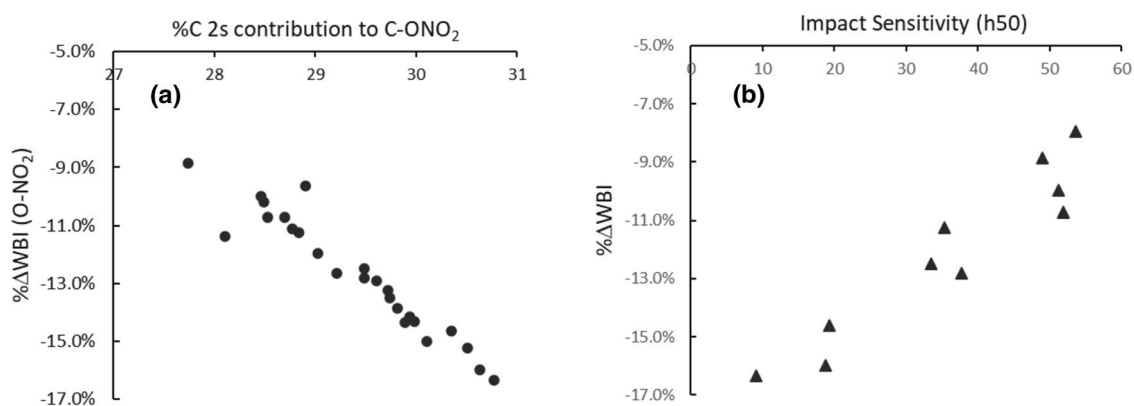 %C 2s contribution to C-ONO₂
-5.0%
27 28 29 30 31
-7.0%
(a)
-9.0%
-11.0%
-13.0%
-15.0%
-17.0%
%ΔWBI (O-NO₂)
Impact Sensitivity (h50)
-5.0%
0 10 20 30 40 50 60
-7.0%
(b)
-9.0%
-11.0%
-13.0%
-15.0%
-17.0%
%ΔWBI